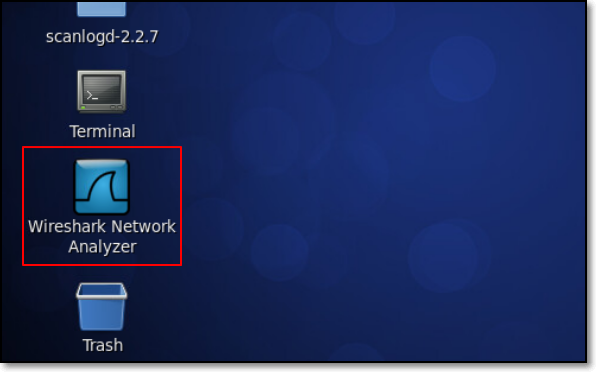 scanlogd-2.2.7
Terminal
Wireshark Network
Analyzer
Trash